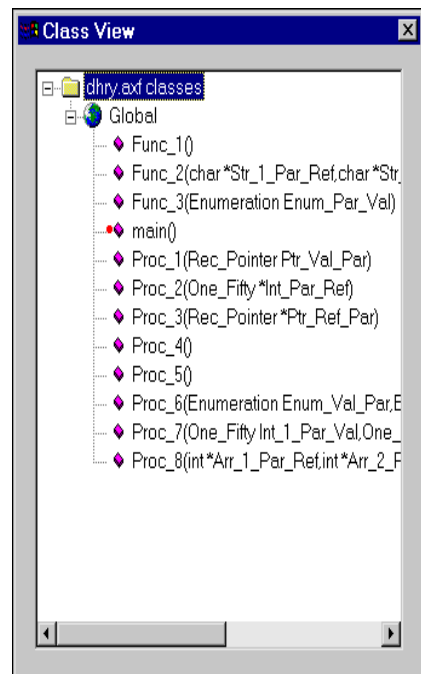 Class View
dhry.axf classes
Global
Func_1()
Func_2(char *Str_1_Par_Ref,char *Str_
Func_3(Enumeration Enum_Par_Val)
main()
Proc_1(Rec_Pointer Ptr_Val_Par)
Proc_2(One_Fifty *Int_Par_Ref)
Proc_3(Rec_Pointer *Ptr_Ref_Par)
Proc_4()
Proc_5()
Proc_6(Enumeration Enum_Val_Par,E
Proc_7(One_Fifty Int_1_Par_Val,One_
Proc_8(int *Arr_1_Par_Ref,int *Arr_2_F